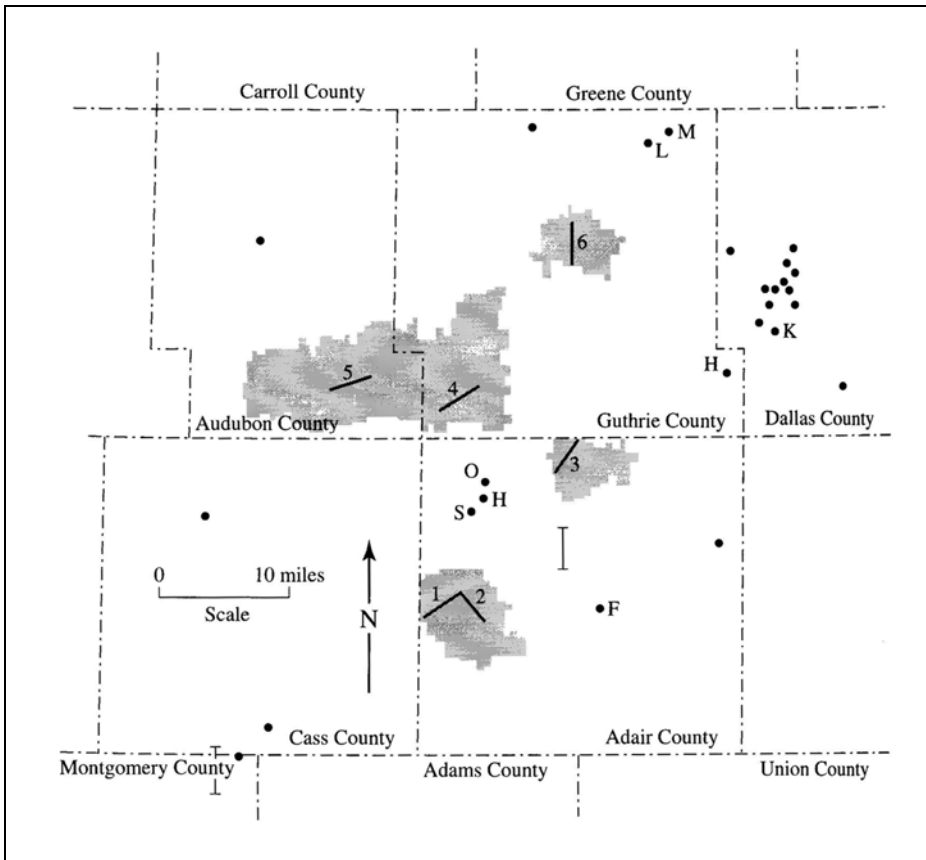 Carroll County
Greene County
M
L
6
K
H
5
4
Audubon County
Guthrie County
Dallas County
3
O
H
S
0
10 miles
Scale
N
1
2
F
Cass County
Adair County
Montgomery County
Adams County
Union County